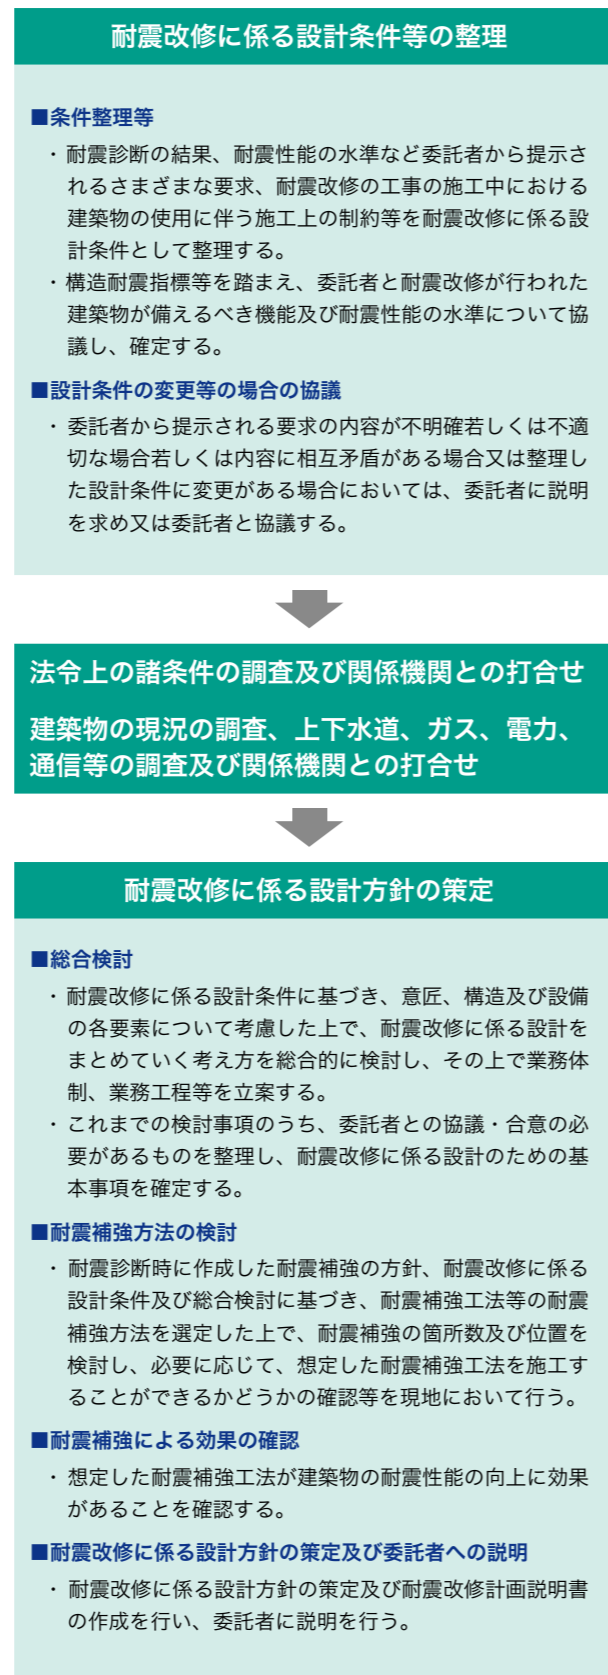 耐震改修に係る設計条件等の整理
■条件整理等
・耐震診断の結果、耐震性能の水準など委託者から提示さ
れるさまざまな要求、耐震改修の工事の施工中における
建築物の使用に伴う施工上の制約等を耐震改修に係る設
計条件として整理する。
・構造耐震指標等を踏まえ、委託者と耐震改修が行われた
建築物が備えるべき機能及び耐震性能の水準について協
議し、確定する。
■設計条件の変更等の場合の協議
・委託者から提示される要求の内容が不明確若しくは不適
切な場合若しくは内容に相互矛盾がある場合又は整理し
た設計条件に変更がある場合においては、委託者に説明
を求め又は委託者と協議する。
法令上の諸条件の調査及び関係機関との打合せ
建築物の現況の調査、上下水道、ガス、電力、
通信等の調査及び関係機関との打合せ
耐震改修に係る設計方針の策定
■総合検討
・耐震改修に係る設計条件に基づき、意匠、構造及び設備
の各要素について考慮した上で、耐震改修に係る設計を
まとめていく考え方を総合的に検討し、その上で業務体
制、業務工程等を立案する。
・これまでの検討事項のうち、委託者との協議・合意の必
要があるものを整理し、耐震改修に係る設計のための基
本事項を確定する。
■耐震補強方法の検討
・耐震診断時に作成した耐震補強の方針、耐震改修に係る
設計条件及び総合検討に基づき、耐震補強工法等の耐震
補強方法を選定した上で、耐震補強の箇所数及び位置を
検討し、必要に応じて、想定した耐震補強工法を施工す
ることができるかどうかの確認等を現地において行う。
■耐震補強による効果の確認
・想定した耐震補強工法が建築物の耐震性能の向上に効果
があることを確認する。
■耐震改修に係る設計方針の策定及び委託者への説明
・耐震改修に係る設計方針の策定及び耐震改修計画説明書
の作成を行い、委託者に説明を行う。